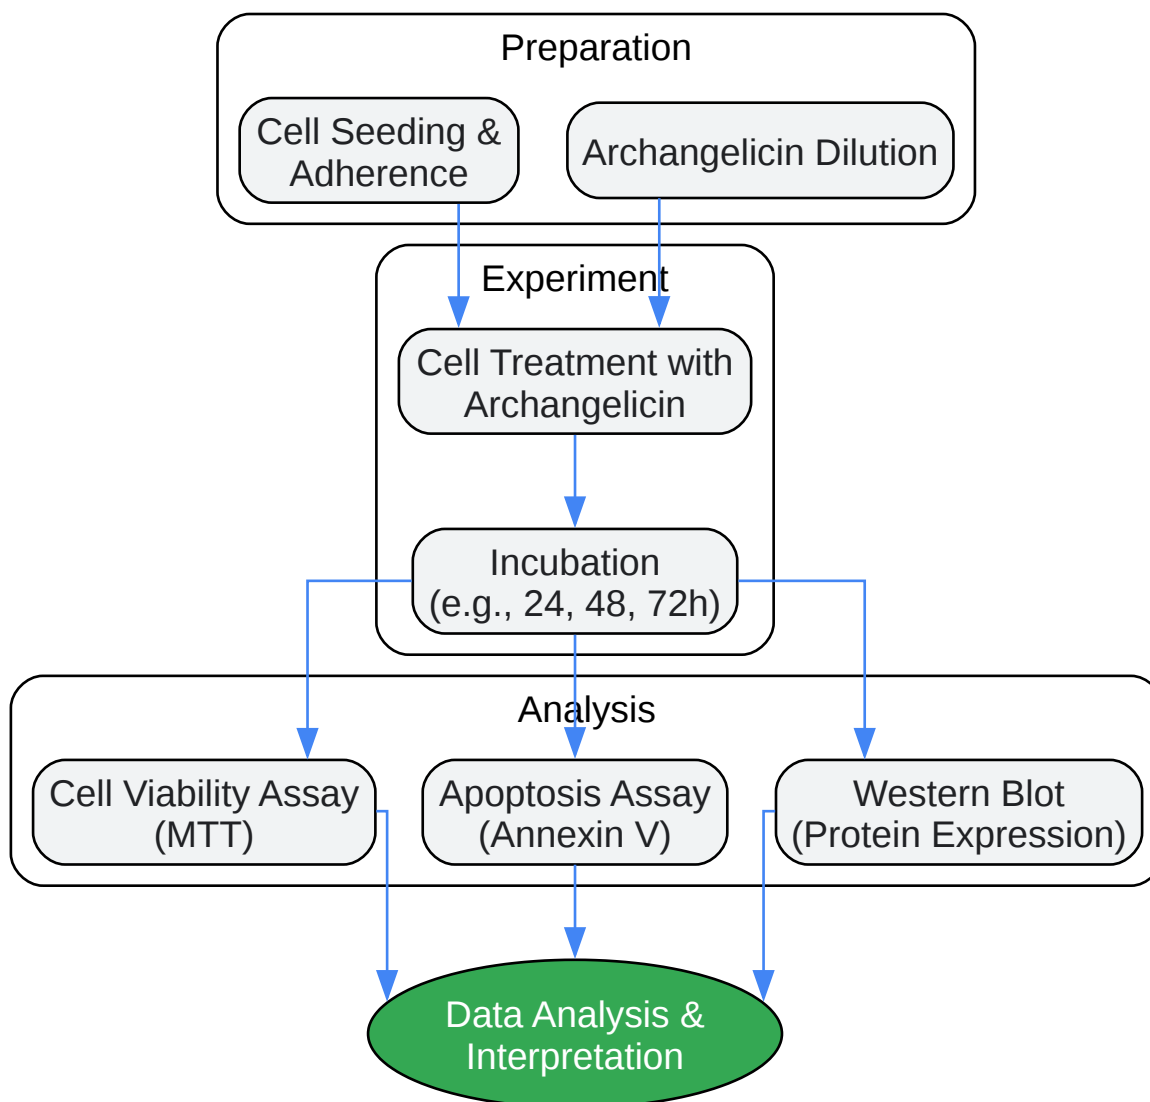 Preparation
Cell Seeding &
Adherence
Archangelicin Dilution
Experiment
Cell Treatment with
Archangelicin
Incubation
(e.g., 24, 48, 72h)
Analysis
Cell Viability Assay
(MTT)
Apoptosis Assay
(Annexin V)
Western Blot
(Protein Expression)
Data Analysis &
Interpretation